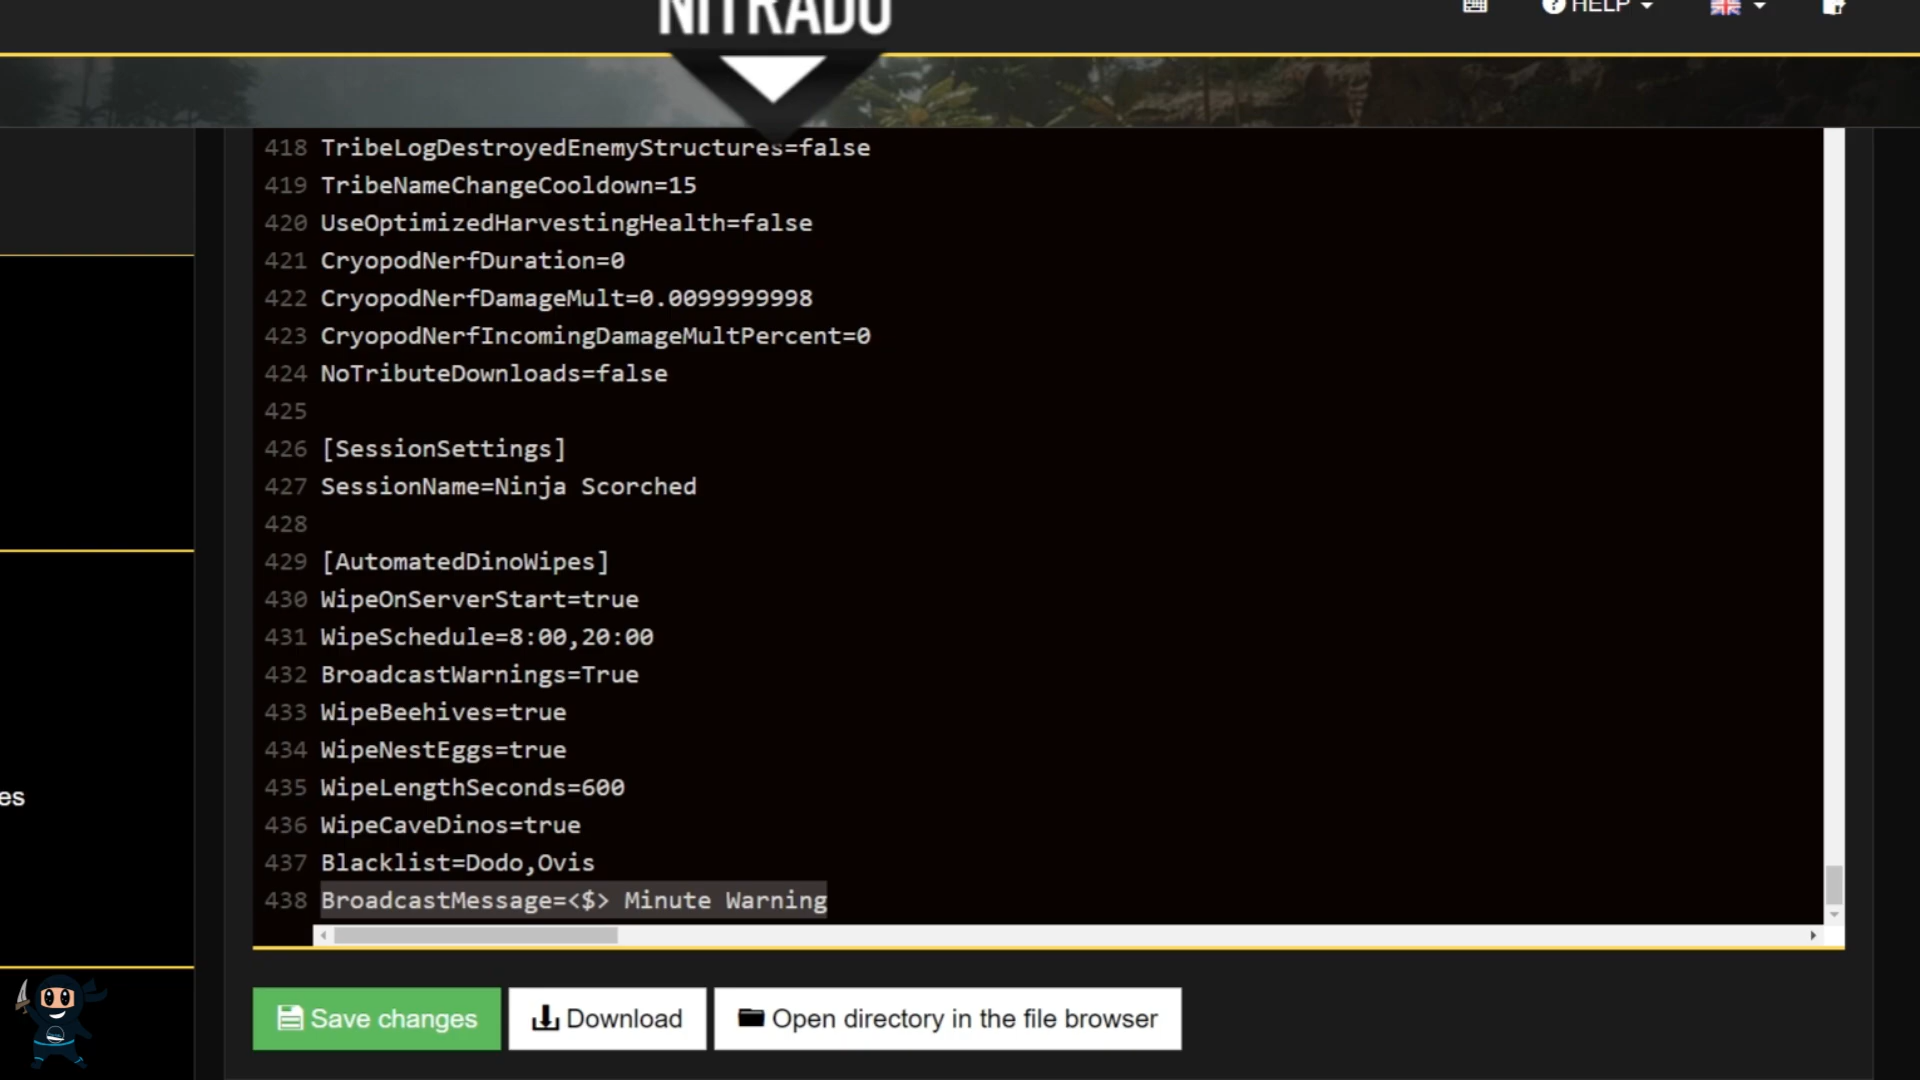 NITRADO
HELP
418 TribeLogDestroyedEnemyStructures=false
419 TribeNameChangeCooldown=15
420 UseOptimizedHarvestingHealth=false
421 CryopodNerfDuration=0
422 CryopodNerfDamageMult=0.0099999998
423 CryopodNerfIncomingDamageMultPercent=0
424 NoTributeDownloads=false
425
426 [SessionSettings]
427 SessionName=Ninja Scorched
428
429 [AutomatedDinoWipes]
430 WipeOnServerStart=true
431 WipeSchedule=8:00,20:00
432 BroadcastWarnings=True
433 WipeBeehives=true
434 WipeNestEggs=true
435 WipeLengthSeconds=600
436 WipeCaveDinos=true
437 Blacklist=Dodo,Ovis
438 BroadcastMessage=<$> Minute Warning
es
Save changes
Download
Open directory in the file browser